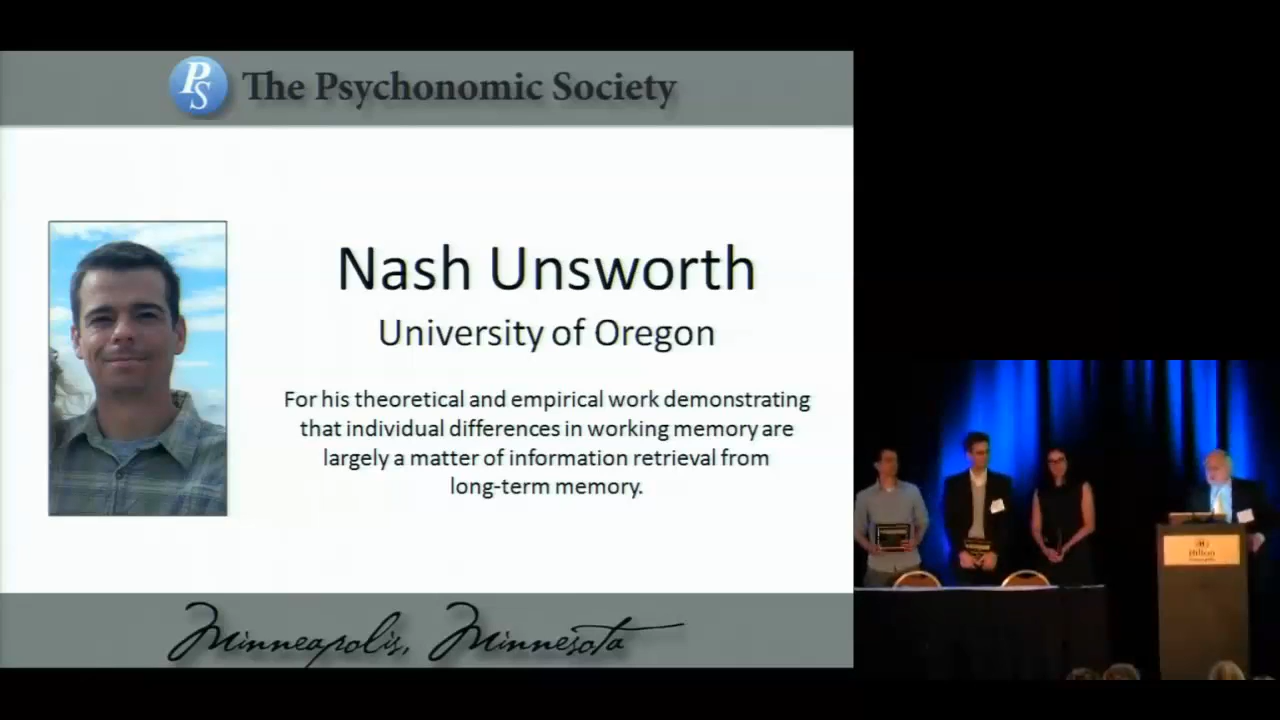 PS The Psychonomic Society
Nash Unsworth
University of Oregon
For his theoretical and empirical work demonstrating
that individual differences in working memory are
largely a matter of information retrieval from
long-term memory.
Hilton
Minneapolis, Minnesota